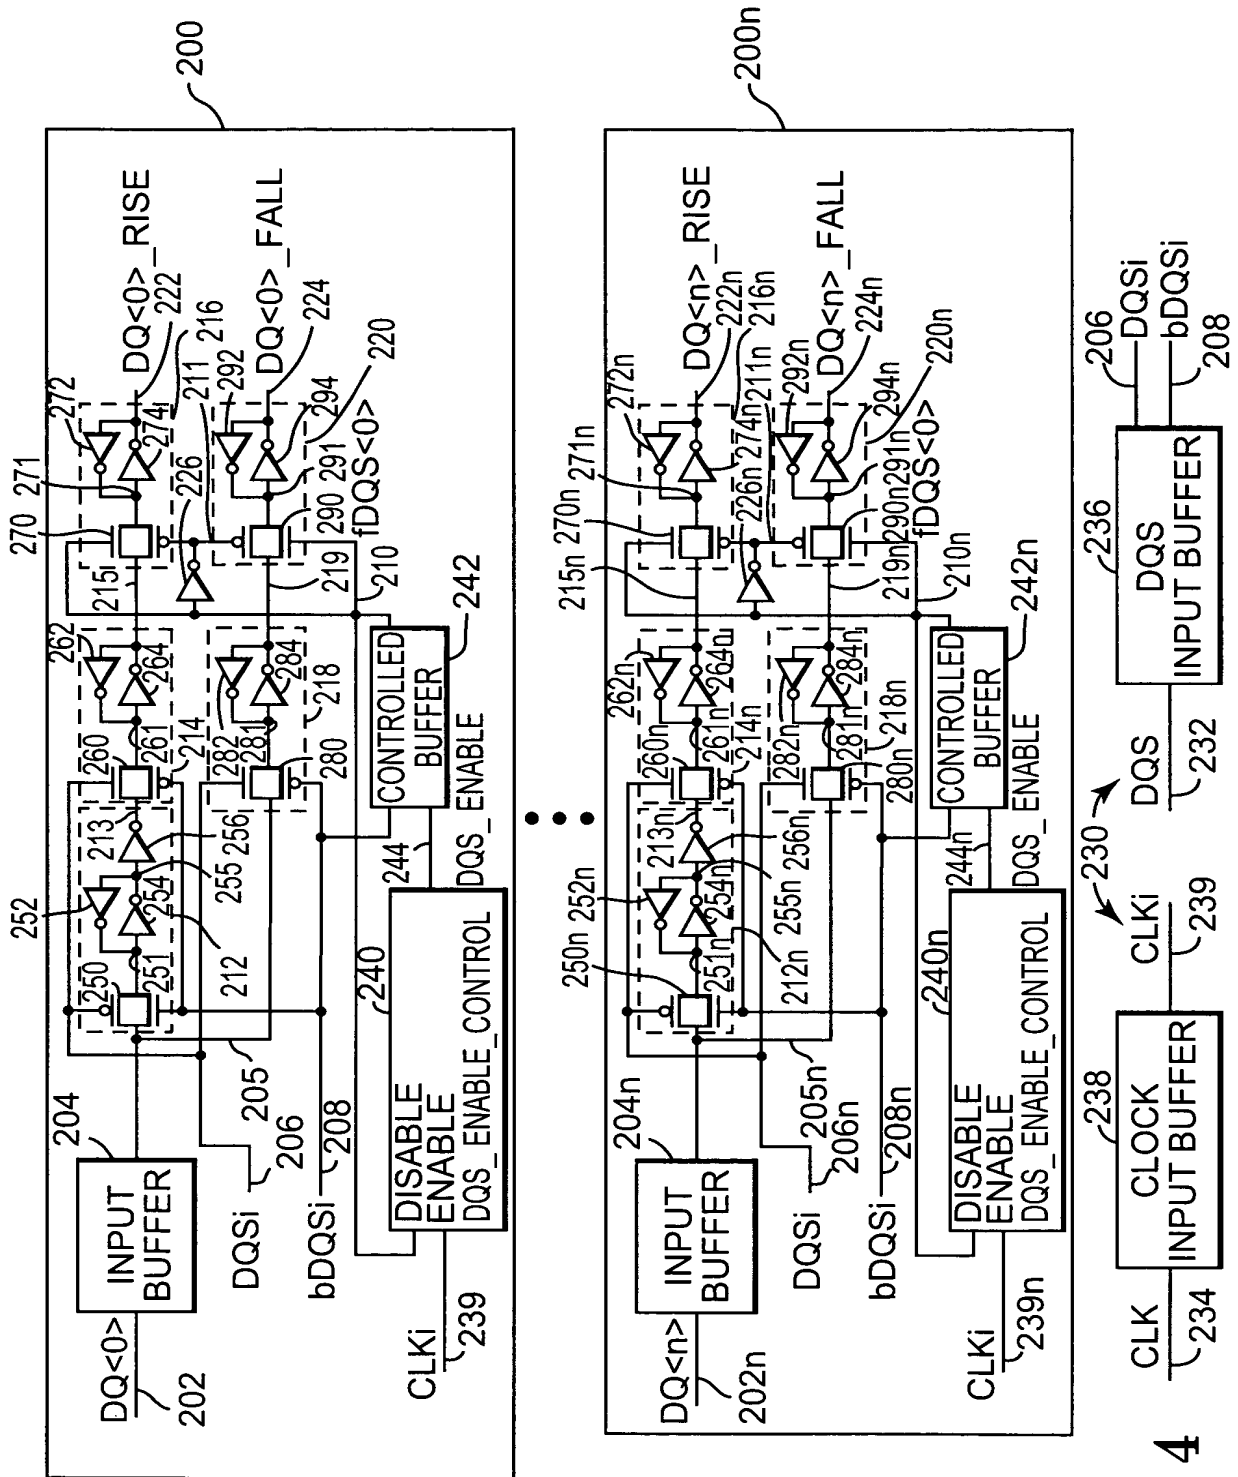 200
DQ<0>
202
204
INPUT
BUFFER
205
DQSi
206
bDQSi
208
CLKi
239
240
DISABLE
ENABLE
DQS_ENABLE_CONTROL
244
DQS_ENABLE
CONTROLLED
BUFFER
242
250
251
252
254
255
256
212
213
260
261
262
264
214
215
280
281
282
284
218
219
210
270
271
272
274
226
211
216
222
DQ<0>_RISE
290
291
292
294
220
224
DQ<0>_FALL
fDQS<0>
200n
DQ<n>
202n
204n
INPUT
BUFFER
205n
DQSi
206n
bDQSi
208n
CLKi
239n
240n
DISABLE
ENABLE
DQS_ENABLE_CONTROL
244n
DQS_ENABLE
CONTROLLED
BUFFER
242n
250n
251n
252n
254n
255n
256n
212n
213n
260n
261n
262n
264n
214n
215n
280n
281n
282n
284n
218n
219n
210n
270n
271n
272n
274n
226n
211n
216n
222n
DQ<n>_RISE
290n
291n
292n
294n
220n
224n
DQ<n>_FALL
fDQS<0>
CLK
234
238
CLOCK
INPUT BUFFER
CLKi
239
230
DQS
232
236
DQS
INPUT BUFFER
206
DQSi
bDQSi
208
4